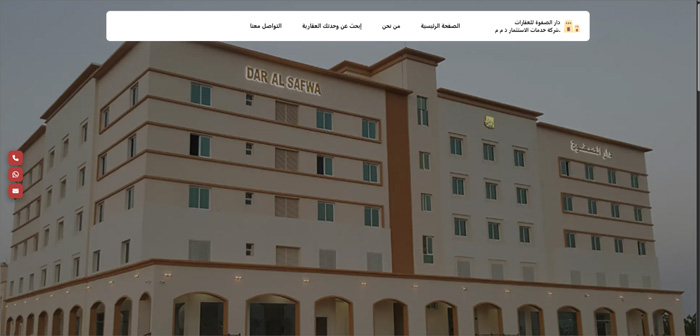 دار الصفوة للعقارات
شركة خدمات الاستثمار ذ م م.
الصفحة الرئيسية
من نحن
إبحث عن وحدتك العقارية
التواصل معنا
DAR AL SAFWA
دار الصفوة